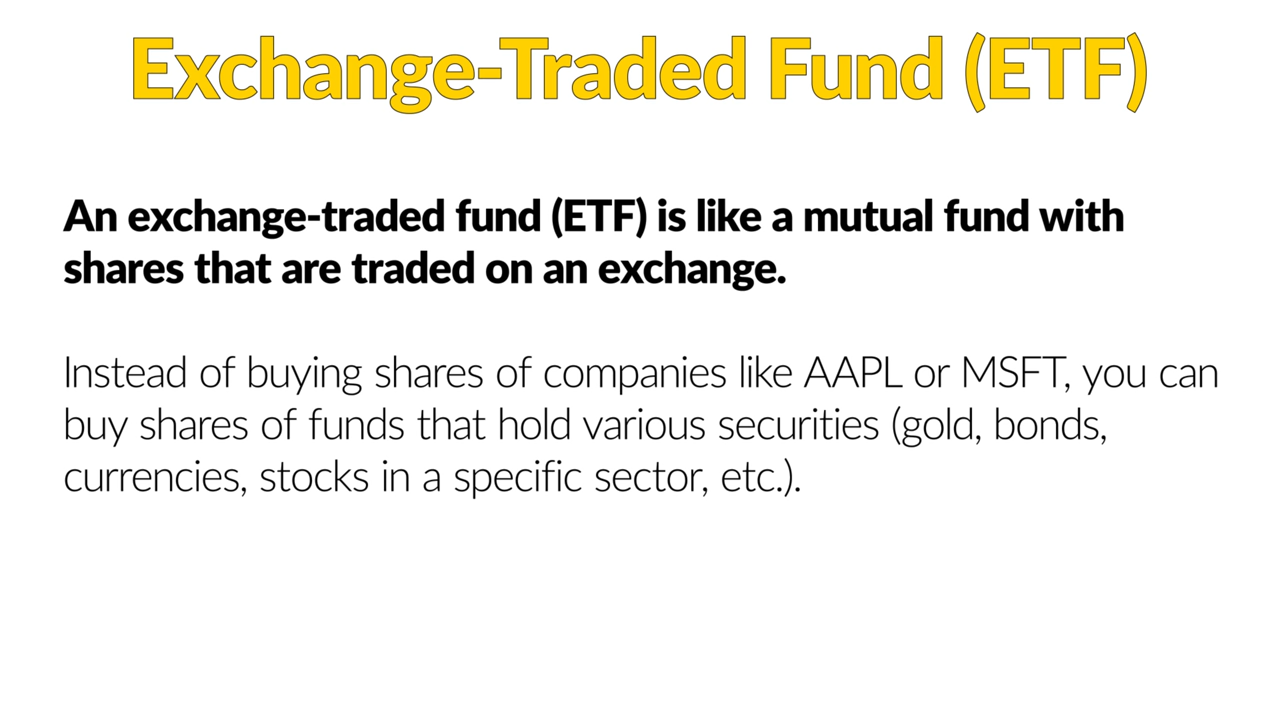 Exchange-Traded Fund (ETF)
An exchange-traded fund (ETF) is like a mutual fund with
shares that are traded on an exchange.
Instead of buying shares of companies like AAPL or MSFT, you can
buy shares of funds that hold various securities (gold, bonds,
currencies, stocks in a specific sector, etc.).